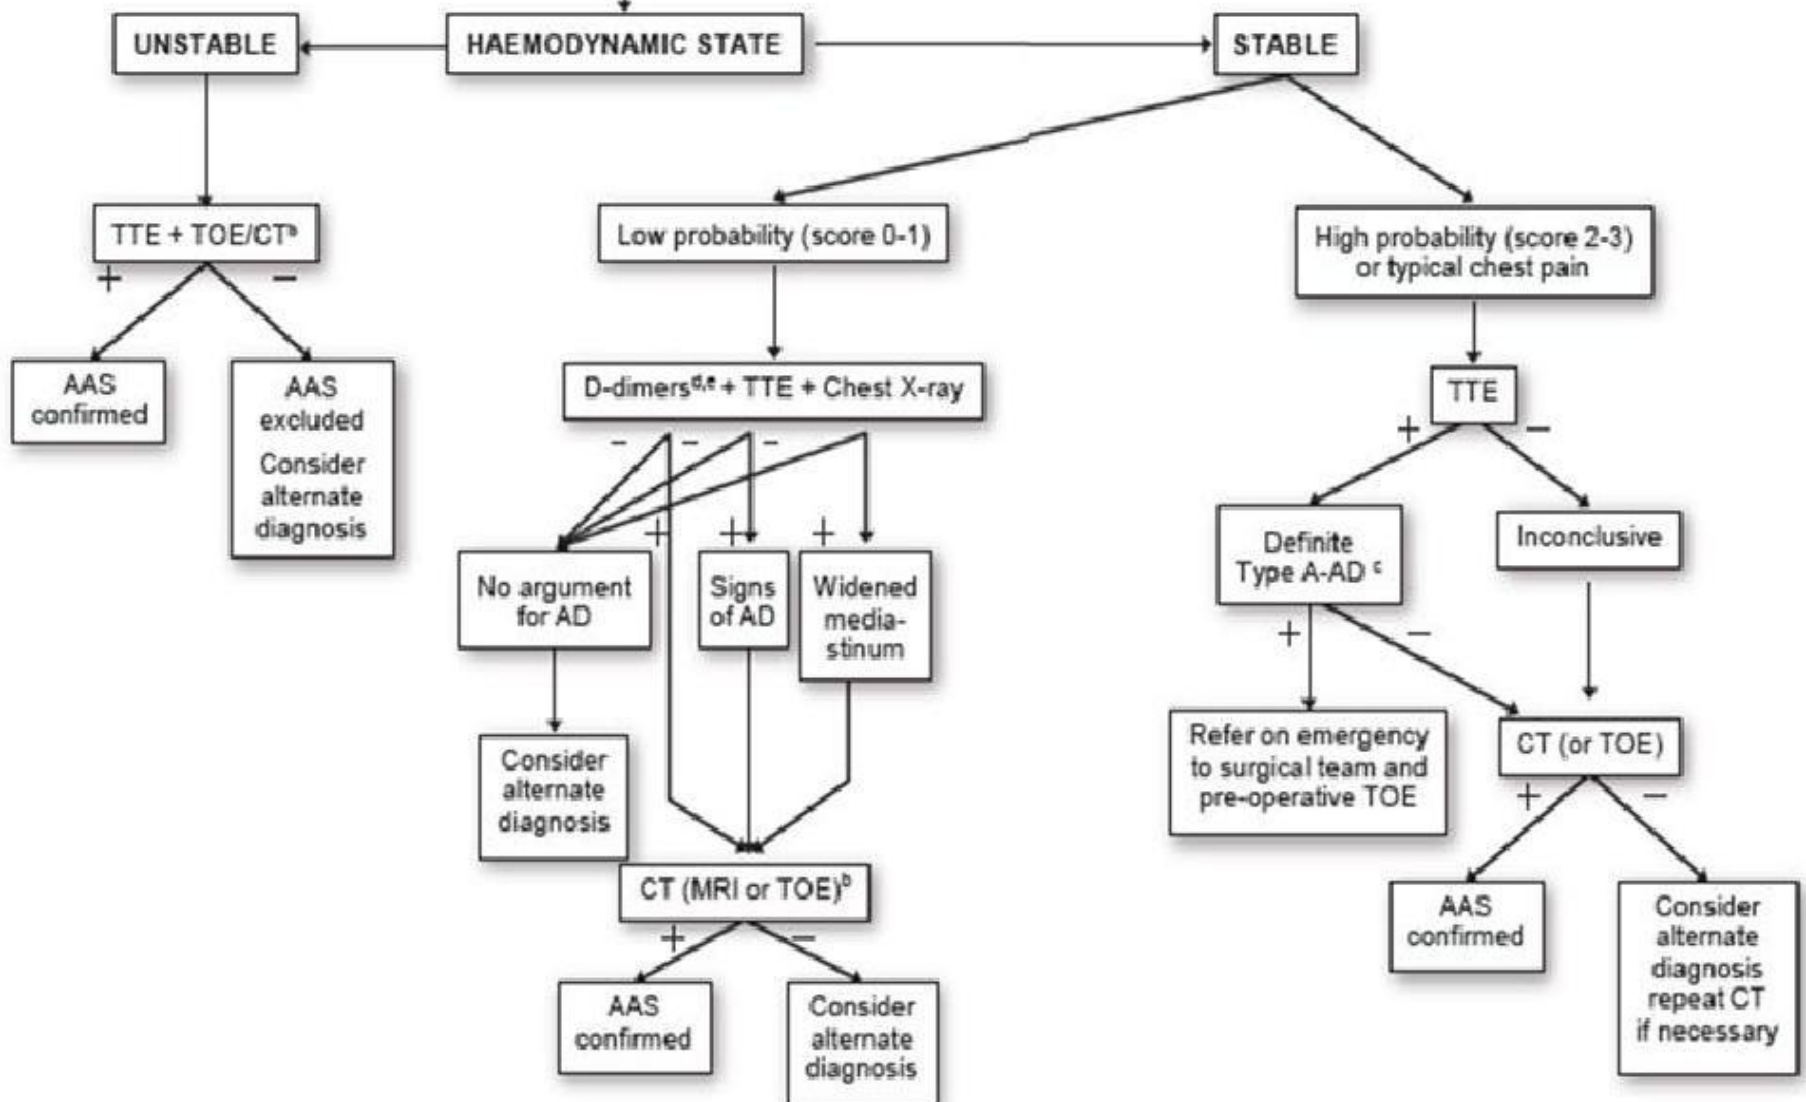 UNSTABLE
HAEMODYNAMIC STATE
STABLE
TTE + TOE/CTᵃ
Low probability (score 0-1)
High probability (score 2-3)
or typical chest pain
+
–
AAS
confirmed
AAS
excluded
Consider
alternate
diagnosis
D-dimersᵈ,ᵉ + TTE + Chest X-ray
TTE
–
–
–
+
–
+
+
+
No argument
for AD
Signs
of AD
Widened
media-
stinum
Definite
Type A-AD ᶜ
Inconclusive
+
–
Consider
alternate
diagnosis
Refer on emergency
to surgical team and
pre-operative TOE
CT (or TOE)
+
–
CT (MRI or TOE)ᵇ
+
–
AAS
confirmed
Consider
alternate
diagnosis
AAS
confirmed
Consider
alternate
diagnosis
repeat CT
if necessary